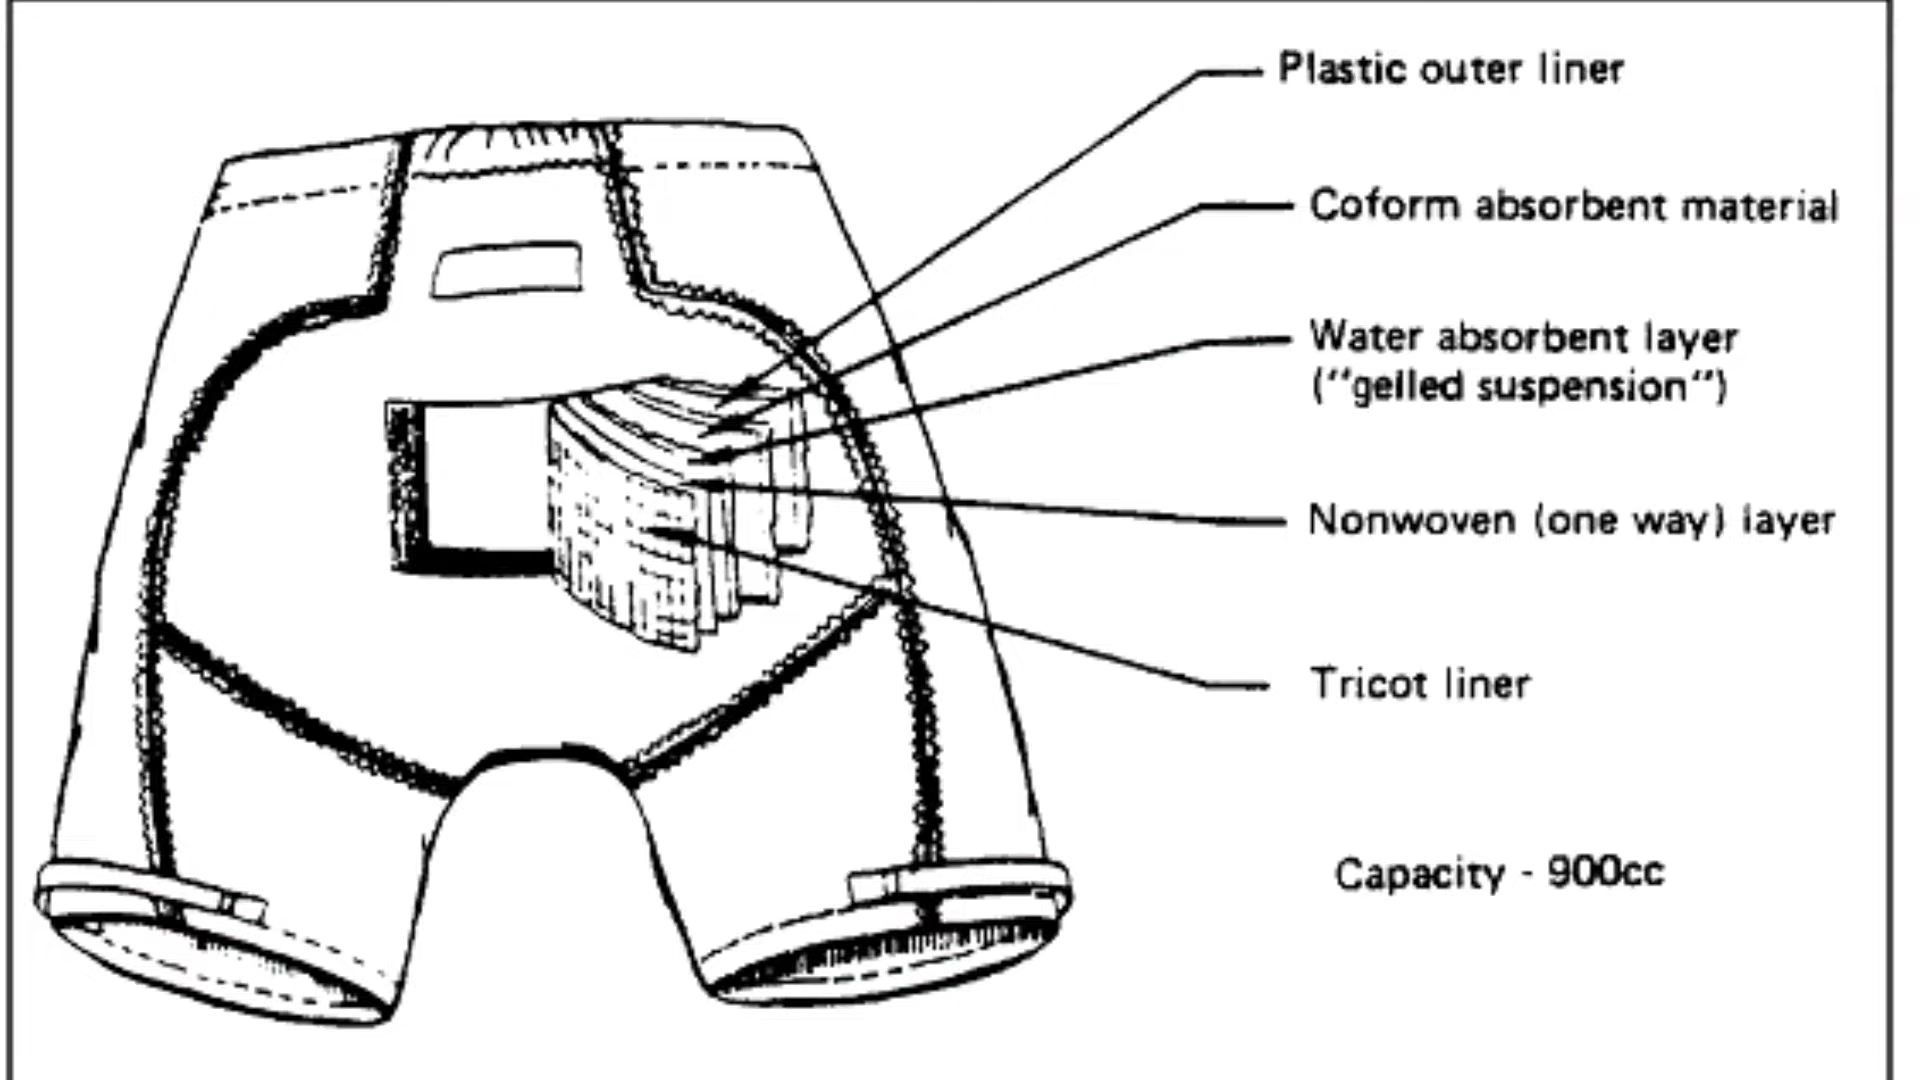 Plastic outer liner
Coform absorbent material
Water absorbent layer
(“gelled suspension”)
Nonwoven (one way) layer
Tricot liner
Capacity - 900cc